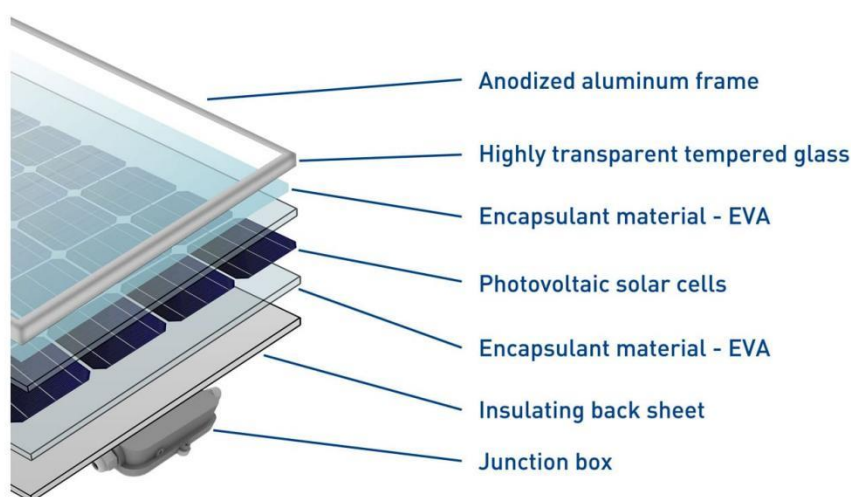 Anodized aluminum frame
Highly transparent tempered glass
Encapsulant material - EVA
Photovoltaic solar cells
Encapsulant material - EVA
Insulating back sheet
Junction box